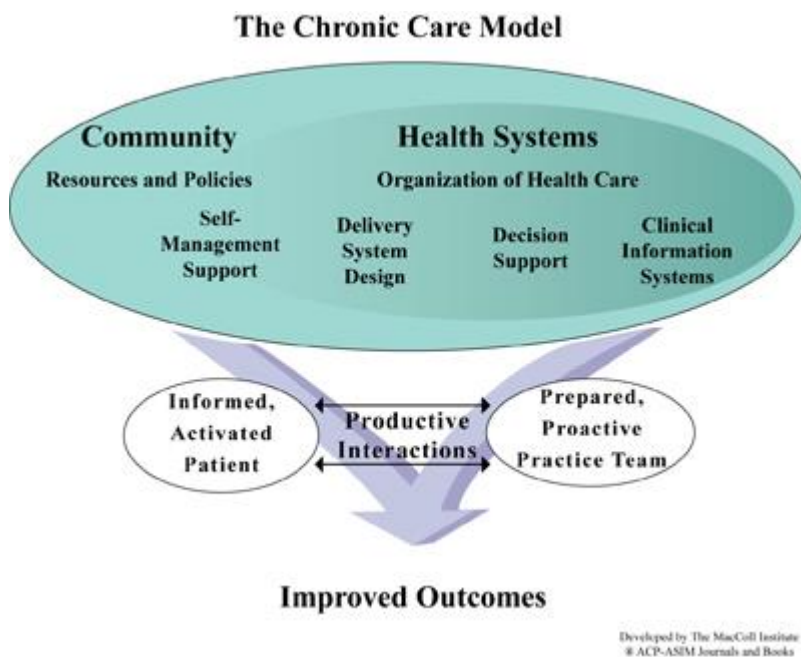 The Chronic Care Model
Community
Health Systems
Resources and Policies
Organization of Health Care
Self-
Management
Support
Delivery
System
Design
Decision
Support
Clinical
Information
Systems
Informed,
Activated
Patient
Productive
Interactions
Prepared,
Proactive
Practice Team
Improved Outcomes
Developed by The MacColl Institute
® ACP-ASIM Journals and Books